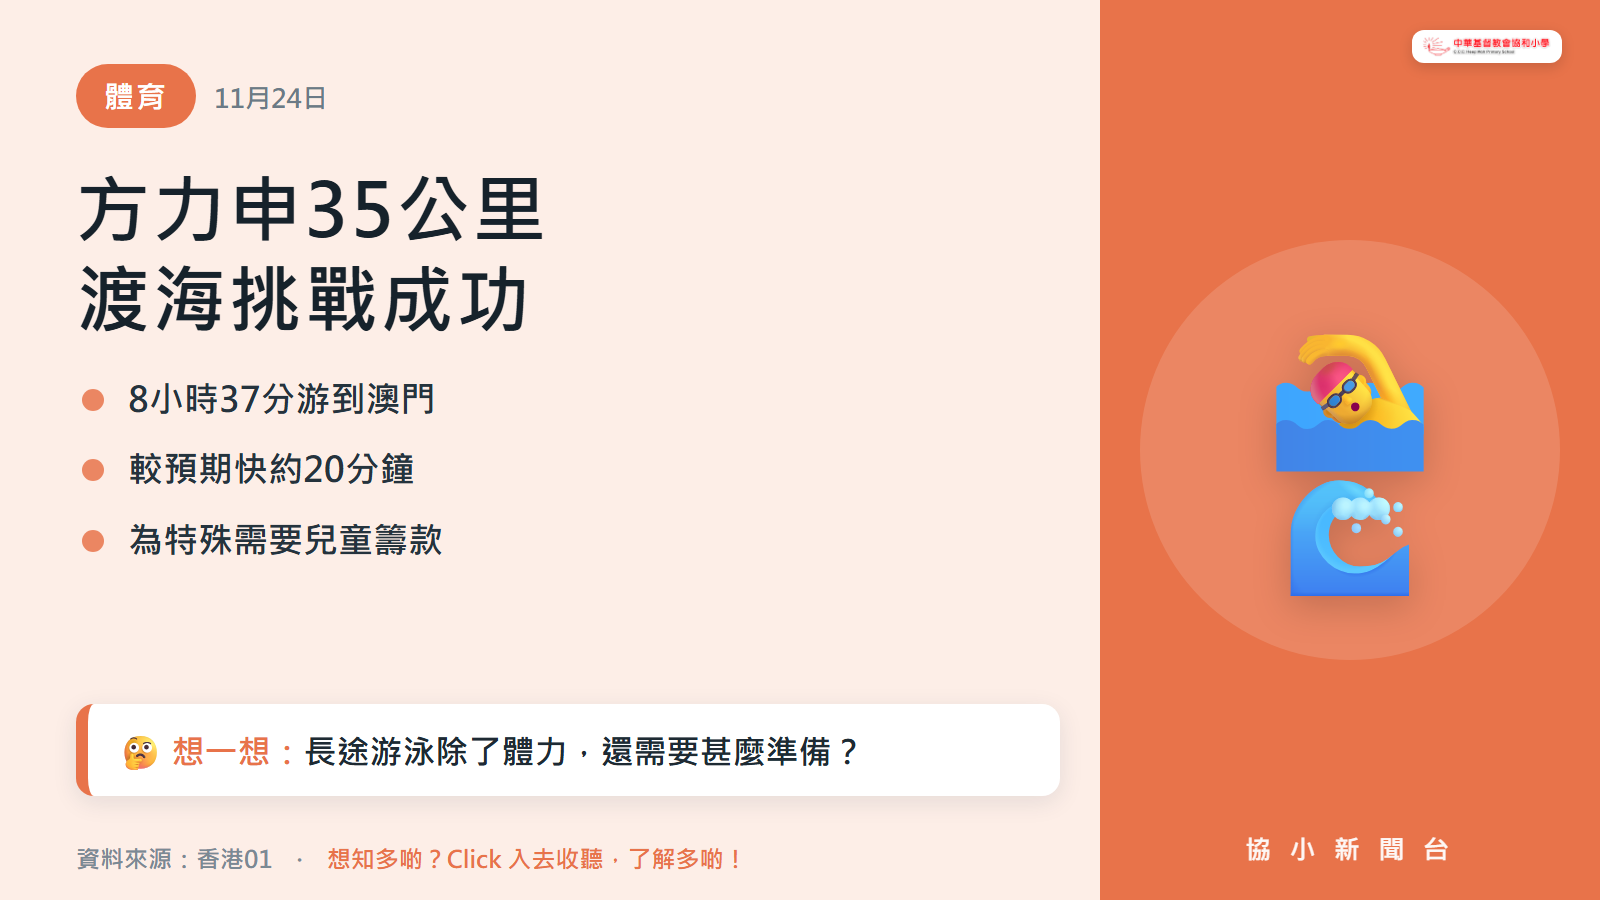 體育
11月24日
方力申35公里
渡海挑戰成功
8小時37分游到澳門
較預期快約20分鐘
為特殊需要兒童籌款
想一想：長途游泳除了體力，還需要甚麼準備？
資料來源：香港01 · 想知多啲？Click 入去收聽，了解多啲！
中華基督教會協和小學
協小新聞台